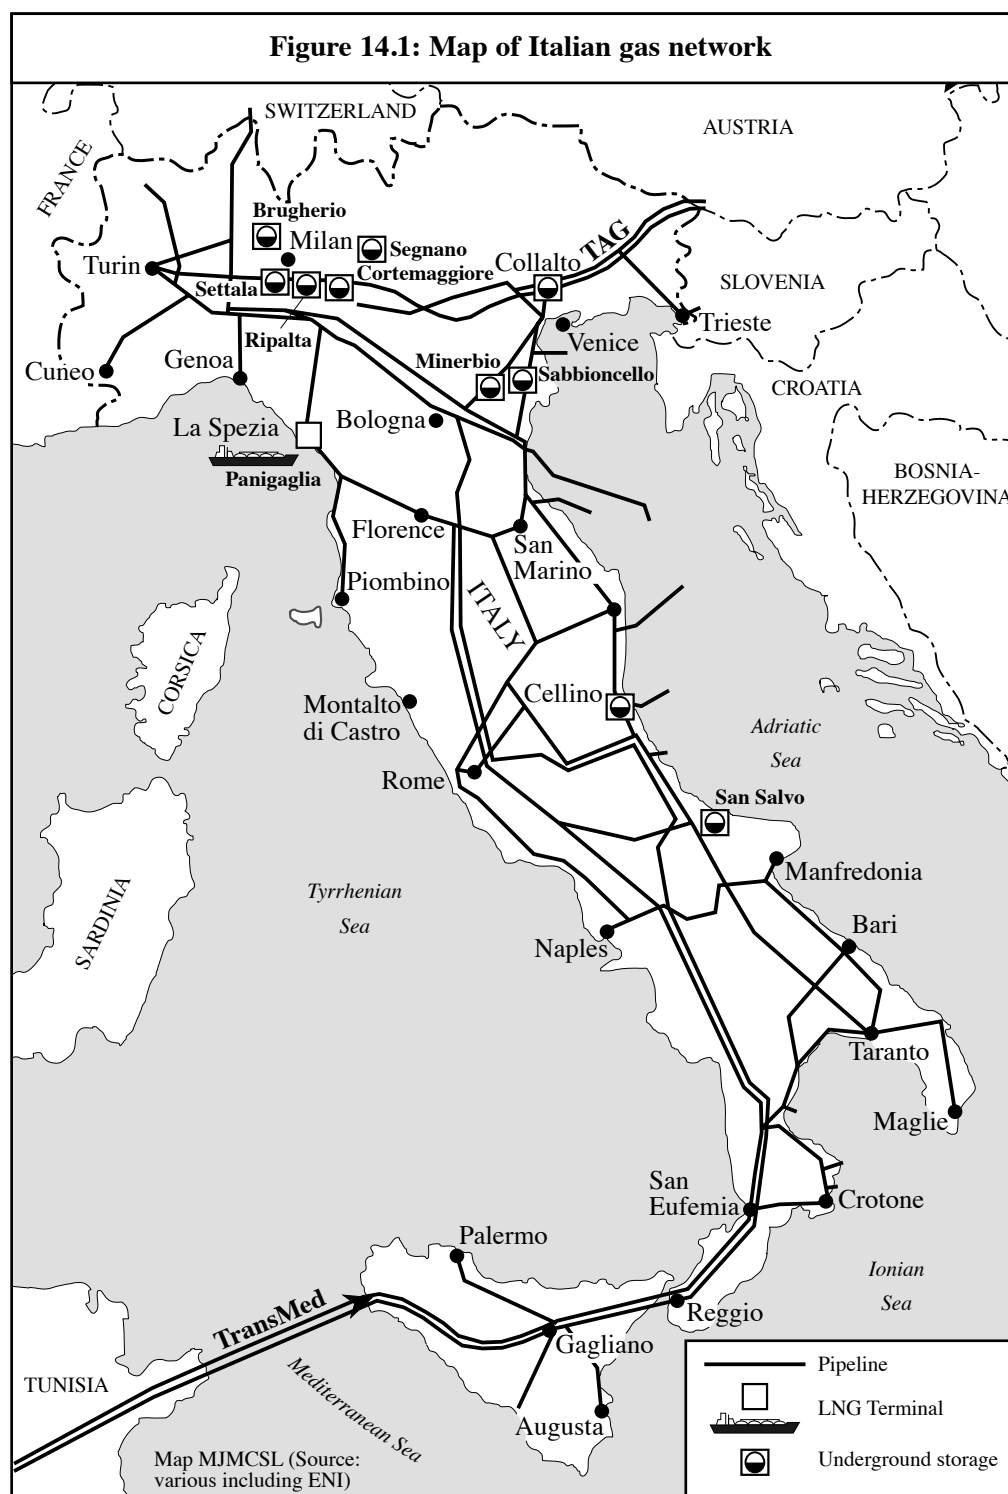 Figure 14.1: Map of Italian gas network
SWITZERLAND
AUSTRIA
FRANCE
Brugherio
Milan
Segnano
TAG
Turin
Collalto
Cortemaggiore
Settala
SLOVENIA
Trieste
Ripalta
Venice
Genoa
Minerbio
Cuneo
Sabbioncello
CROATIA
La Spezia
Bologna
Panigaglia
BOSNIA-
HERZEGOVINA
Florence
San
Marino
Piombino
ITALY
CORSICA
Cellino
Montalto
di Castro
Adriatic
Sea
Rome
San Salvo
Manfredonia
Tyrrhenian
Sea
SARDINIA
Bari
Naples
Taranto
Maglie
San
Eufemia
Crotone
Palermo
Ionian
Sea
TransMed
Reggio
Gagliano
Mediterranean Sea
TUNISIA
Augusta
Pipeline
LNG Terminal
Underground storage
Map MJMCSL (Source:
various including ENI)